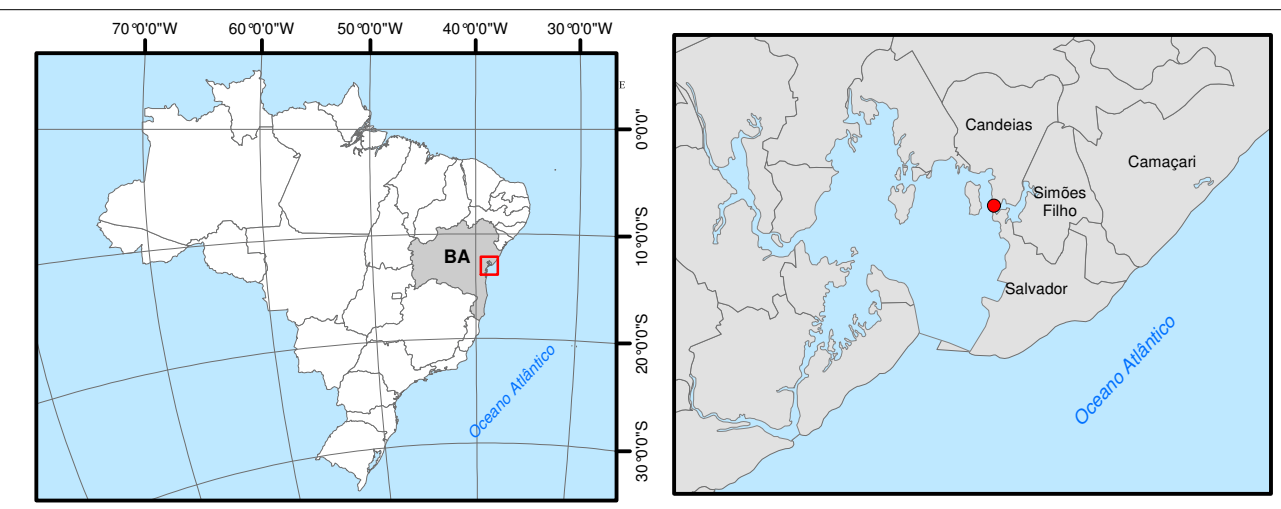 70°0'0"W 60°0'0"W 50°0'0"W 40°0'0"W 30°0'0"W
E
0°0'0"
10°0'0"S
20°0'0"S
30°0'0"S
BA
Oceano Atlântico
Candeias
Camaçari
Simões
Filho
Salvador
Oceano Atlântico